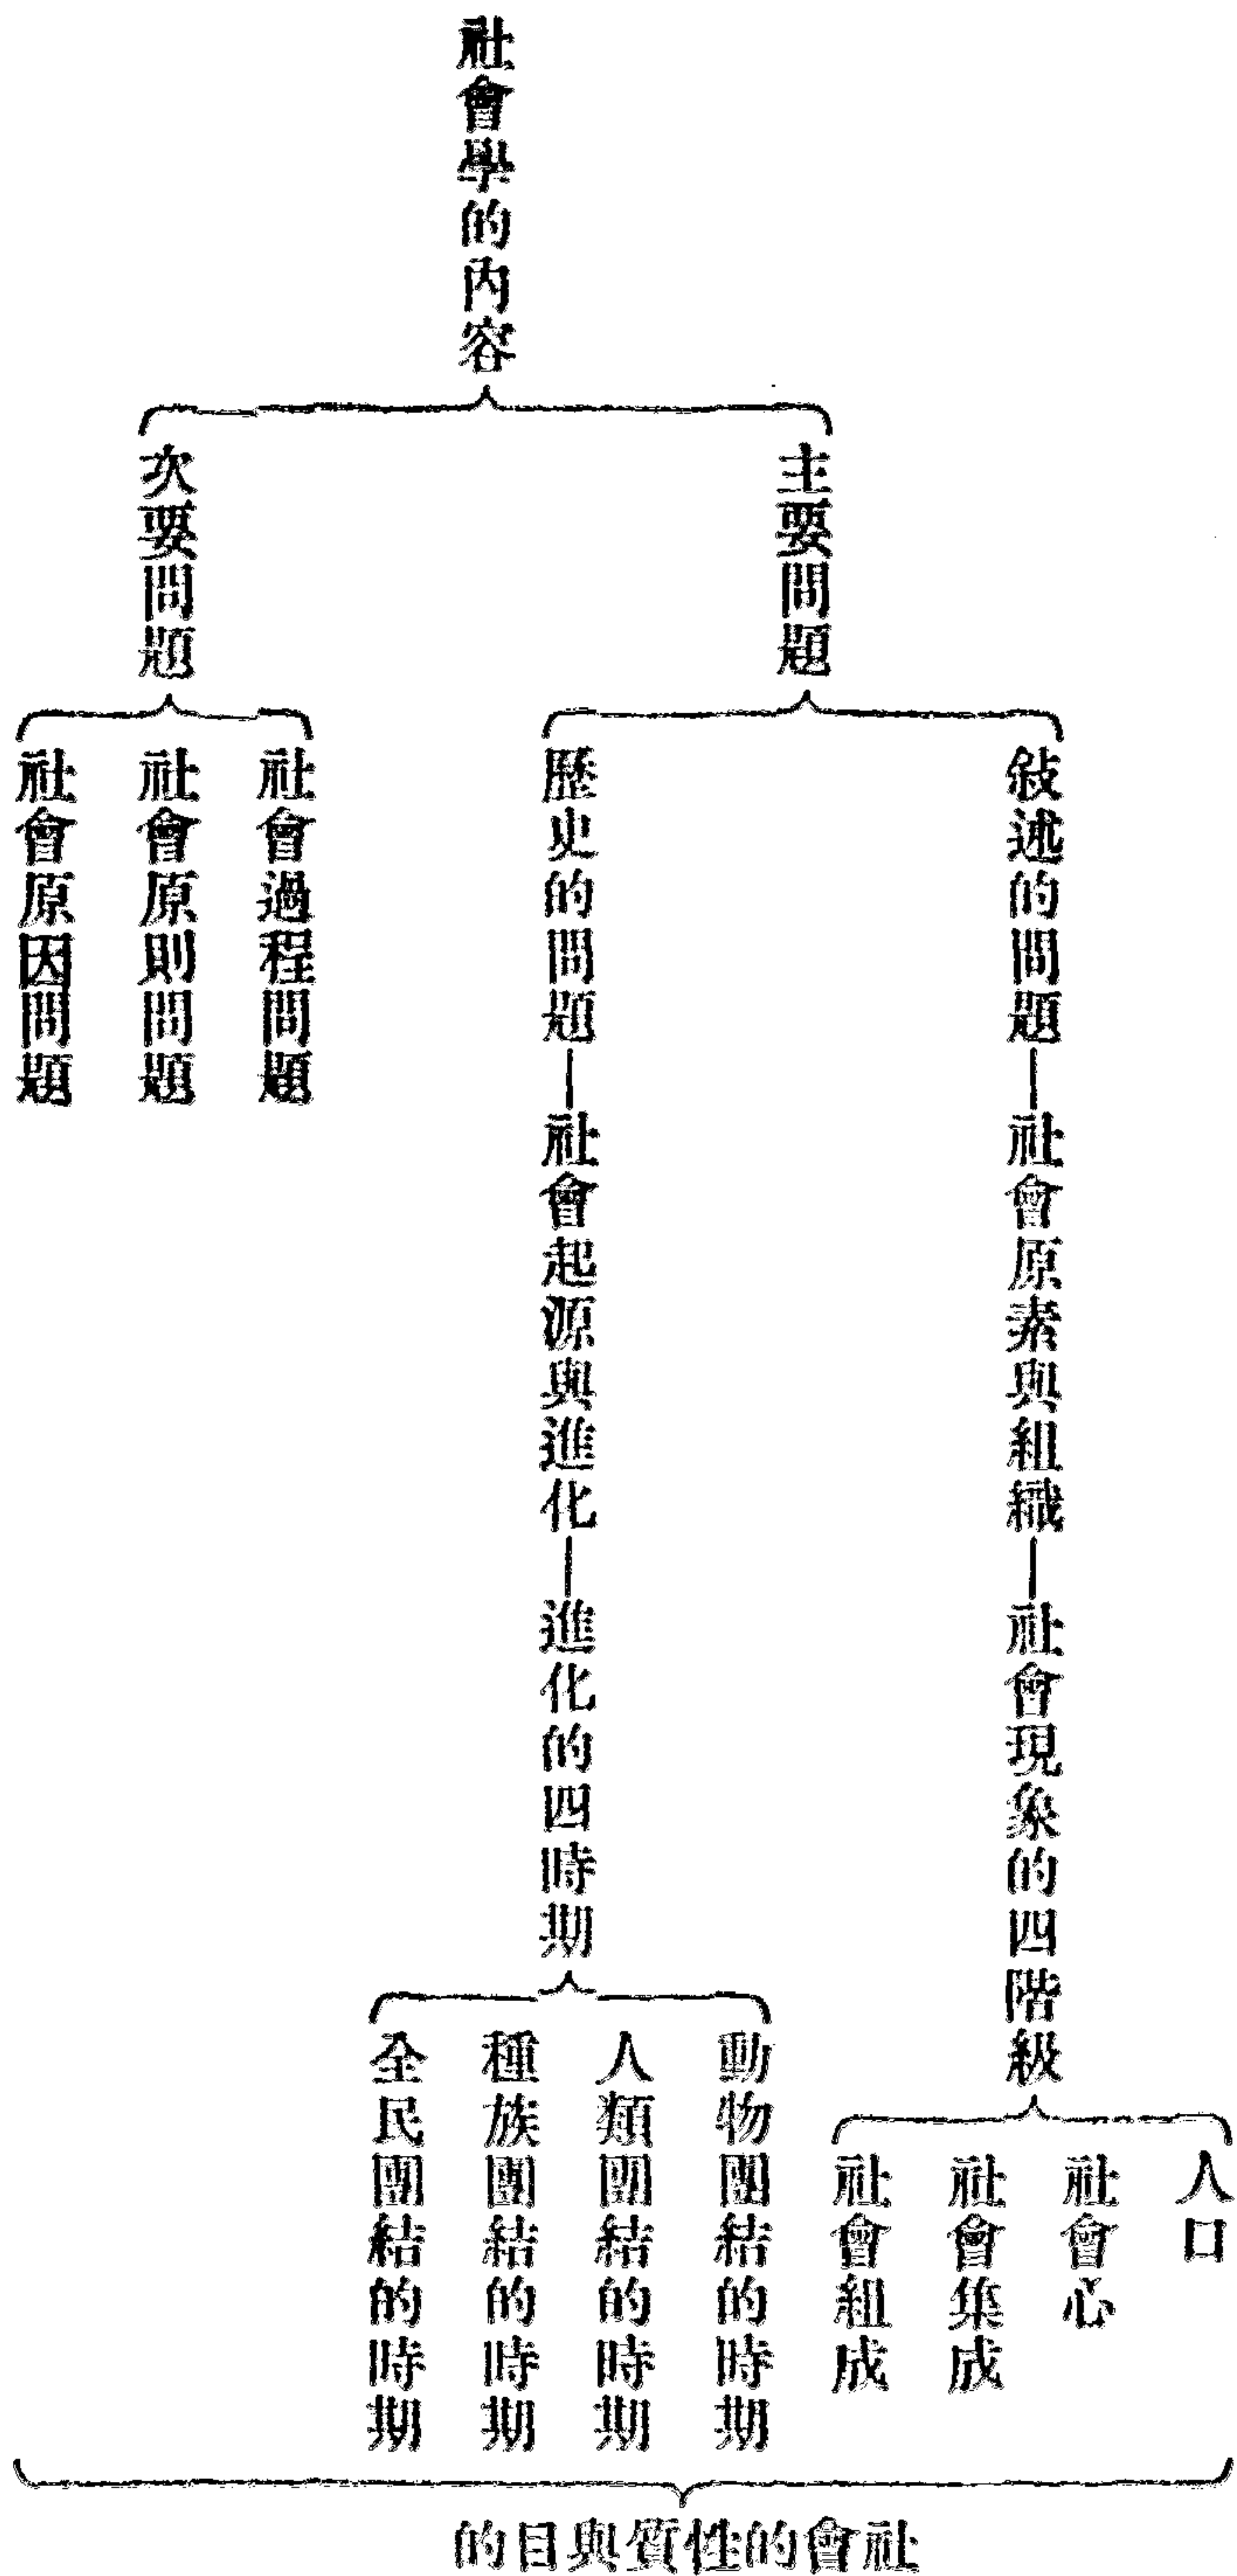 社會學的內容
主要問題
敍述的問題—社會原素與組織—社會現象的四階級
人口
社會心
社會集成
社會組成
歷史的問題—社會起源與進化—進化的四時期
動物團結的時期
人類團結的時期
種族團結的時期
全民團結的時期
次要問題
社會過程問題
社會原則問題
社會原因問題
社會的性質與目的